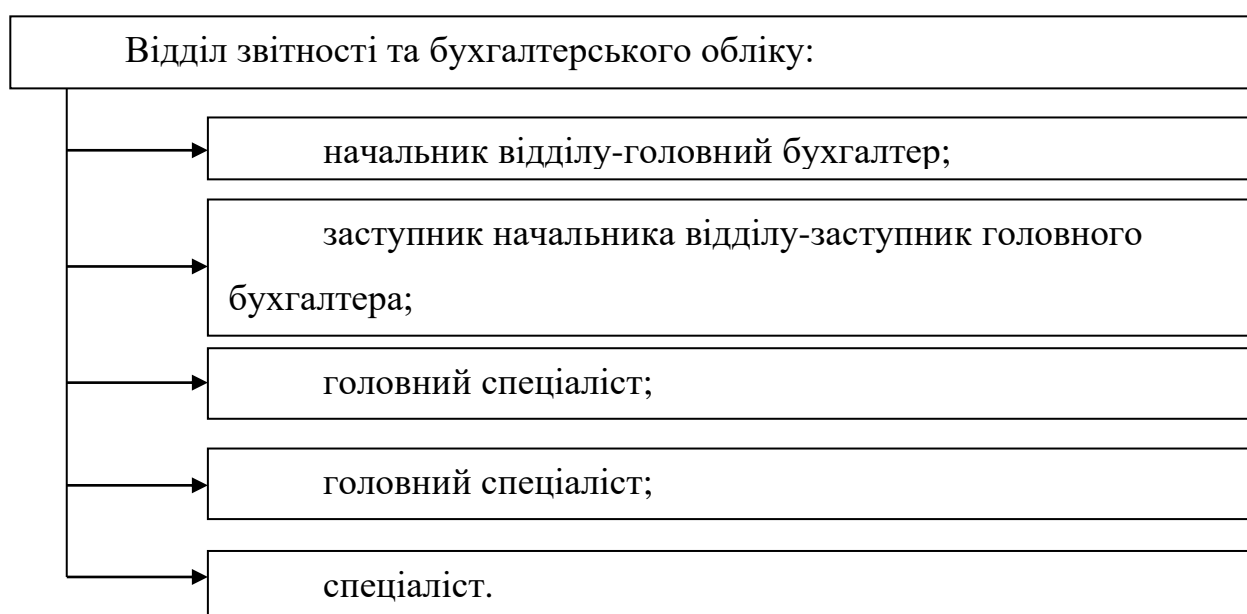 Відділ звітності та бухгалтерського обліку:
начальник відділу-головний бухгалтер;
заступник начальника відділу-заступник головного
бухгалтера;
головний спеціаліст;
головний спеціаліст;
спеціаліст.